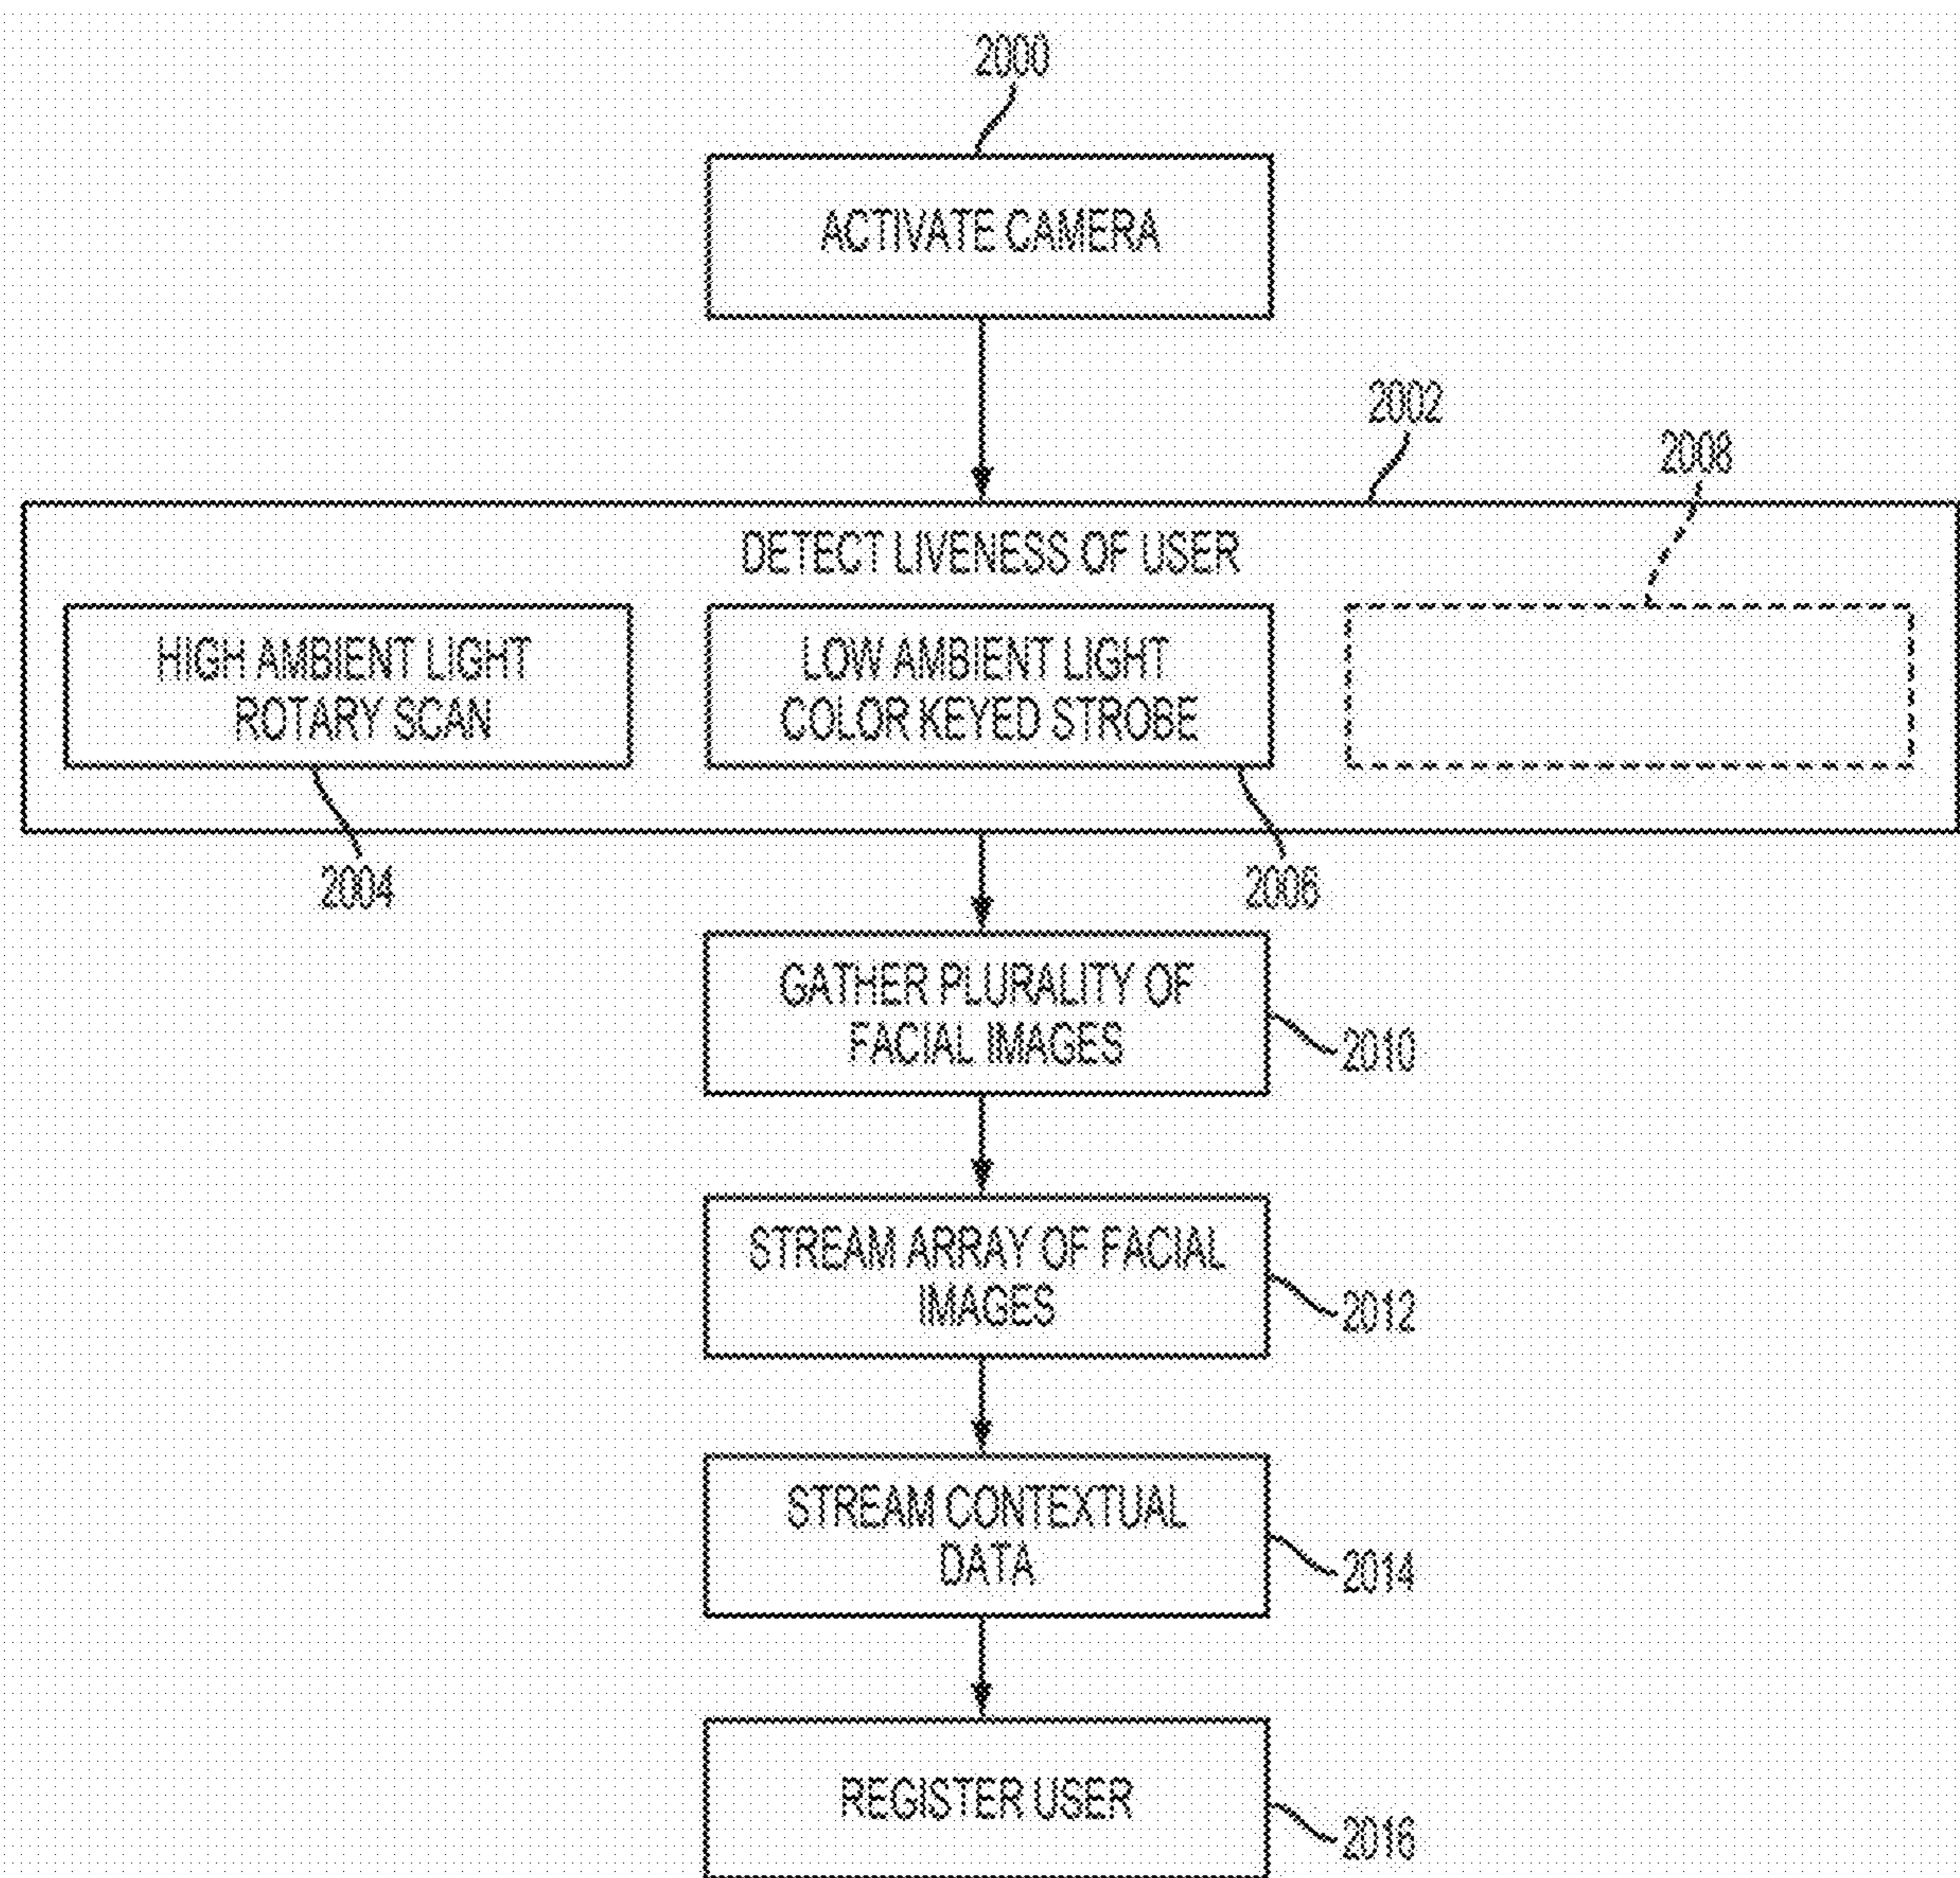 2000
ACTIVATE CAMERA
2002
2008
DETECT LIVENESS OF USER
HIGH AMBIENT LIGHT
ROTARY SCAN
LOW AMBIENT LIGHT
COLOR KEYED STROBE
2004
2006
GATHER PLURALITY OF
FACIAL IMAGES
2010
STREAM ARRAY OF FACIAL
IMAGES
2012
STREAM CONTEXTUAL
DATA
2014
REGISTER USER
2016